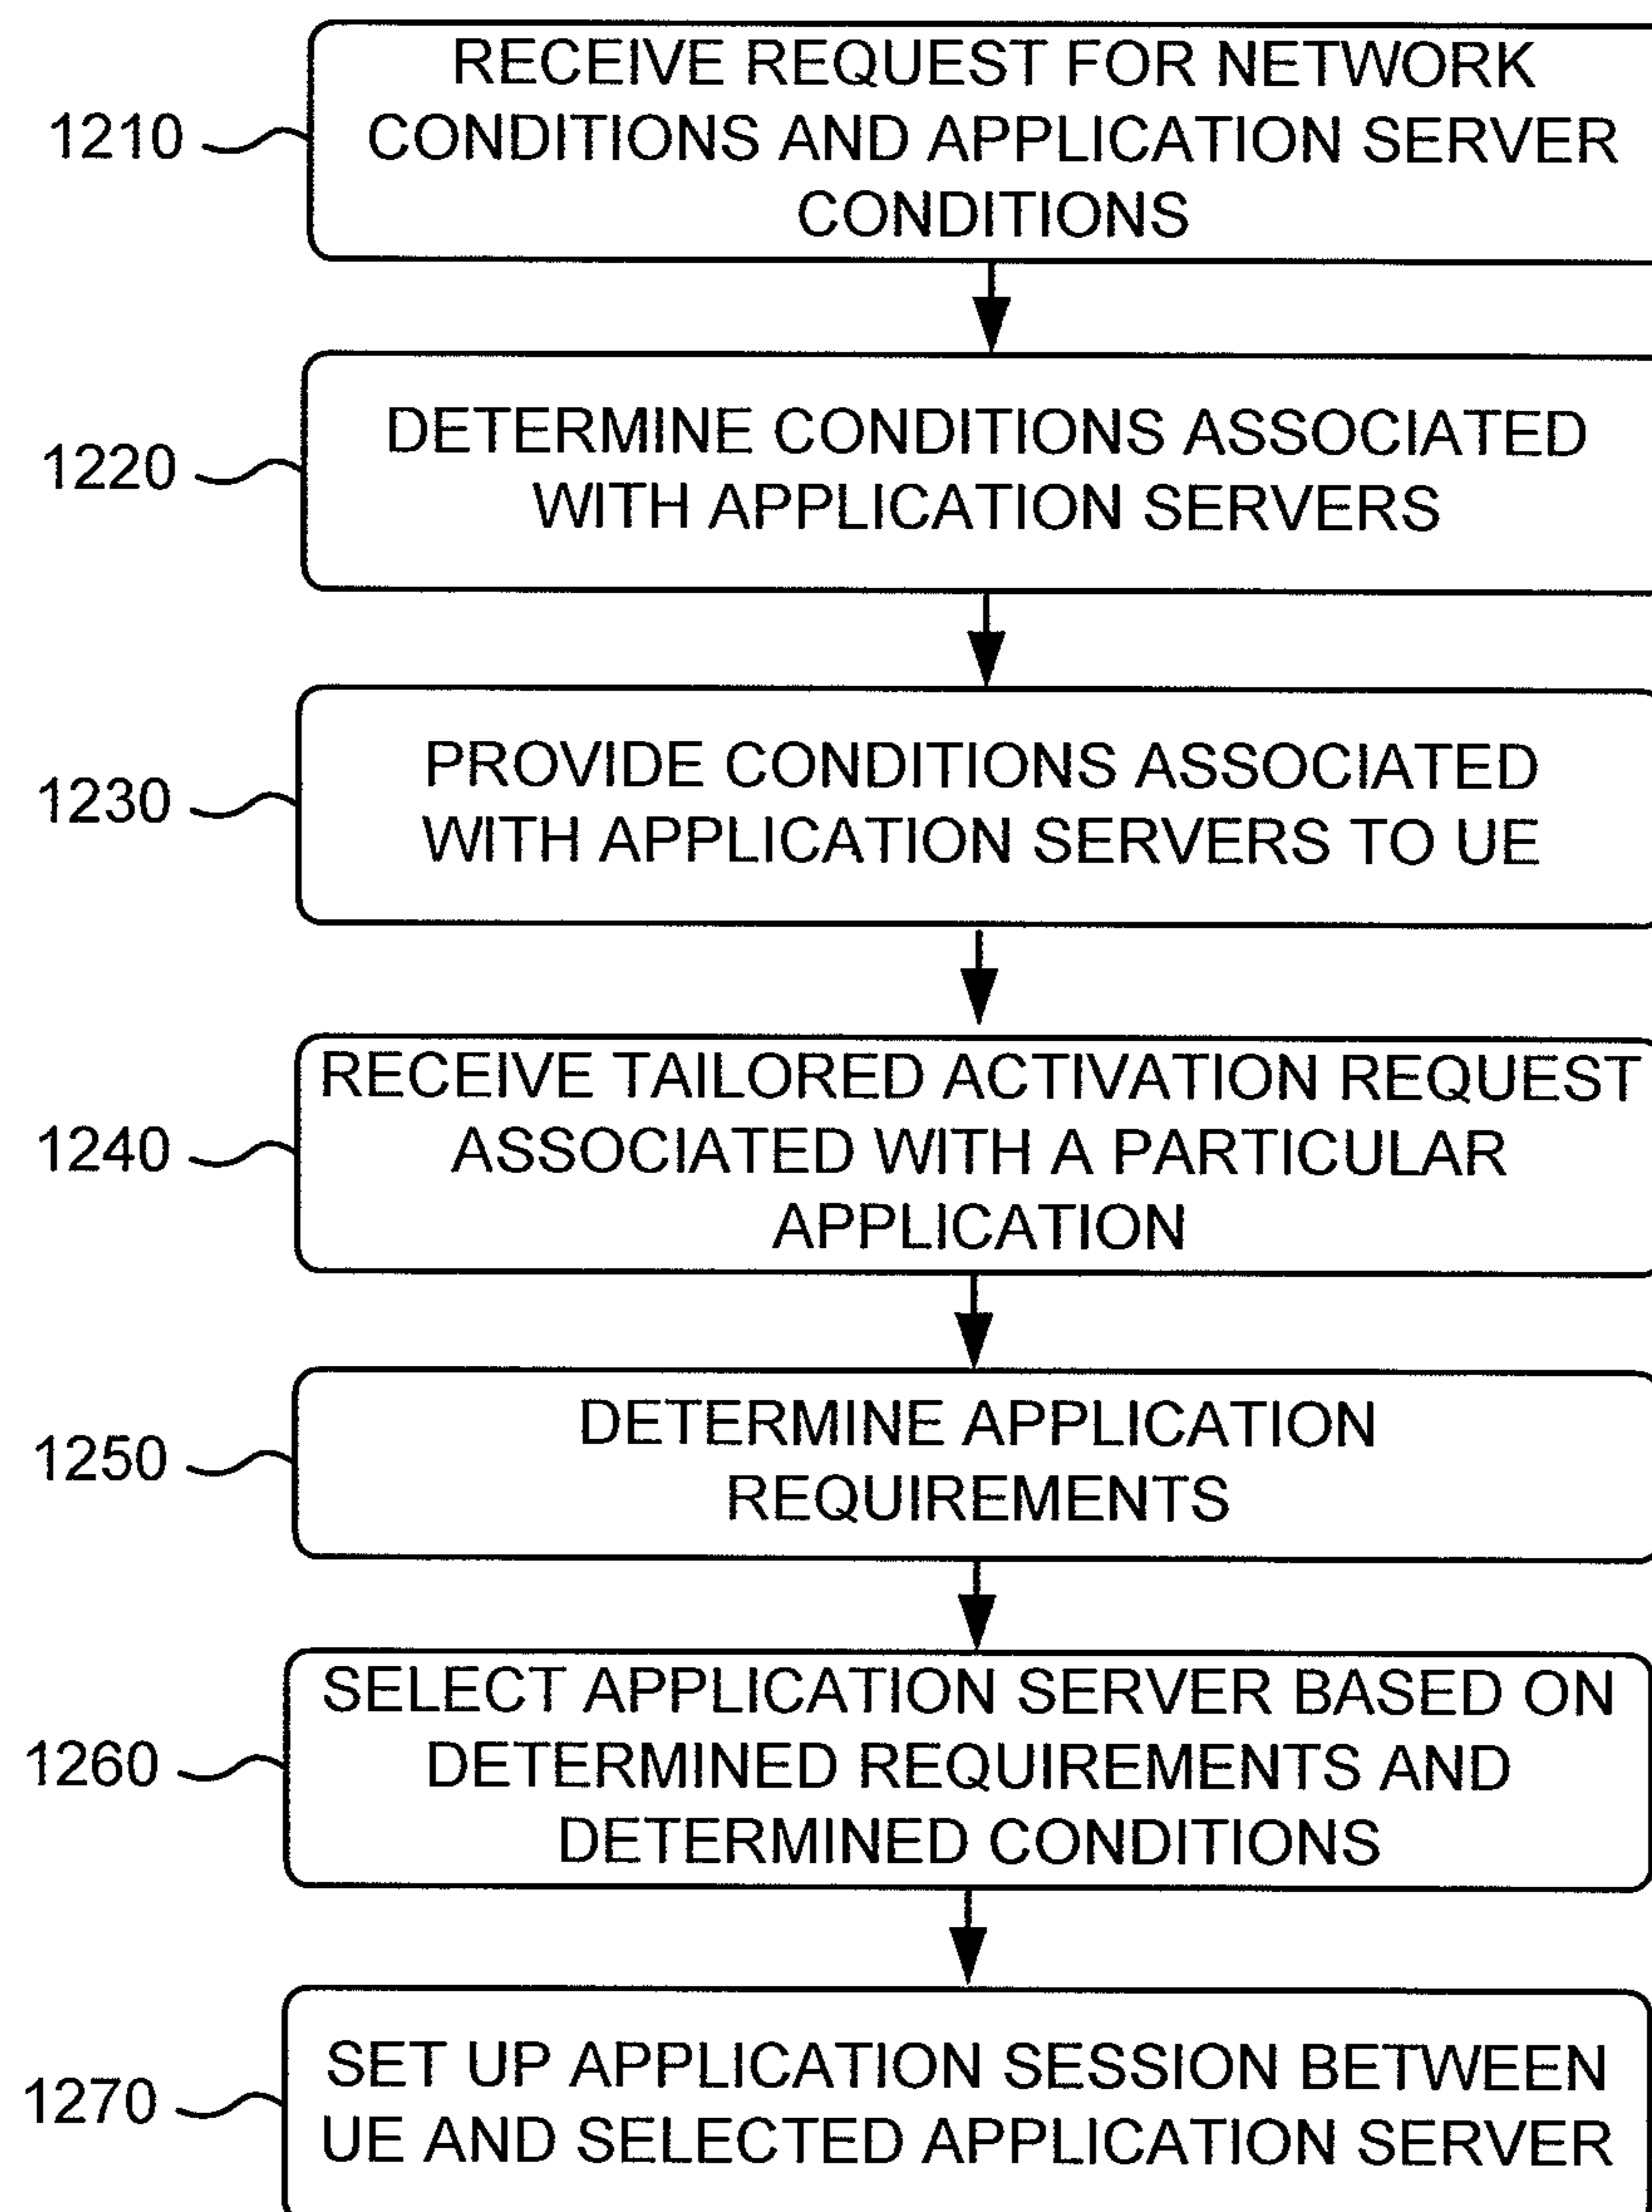 RECEIVE REQUEST FOR NETWORK
1210
CONDITIONS AND APPLICATION SERVER
CONDITIONS
DETERMINE CONDITIONS ASSOCIATED
1220
WITH APPLICATION SERVERS
PROVIDE CONDITIONS ASSOCIATED
1230
WITH APPLICATION SERVERS TO UE
RECEIVE TAILORED ACTIVATION REQUEST
1240
ASSOCIATED WITH A PARTICULAR
APPLICATION
DETERMINE APPLICATION
1250
REQUIREMENTS
SELECT APPLICATION SERVER BASED ON
1260
DETERMINED REQUIREMENTS AND
DETERMINED CONDITIONS
SET UP APPLICATION SESSION BETWEEN
1270
UE AND SELECTED APPLICATION SERVER